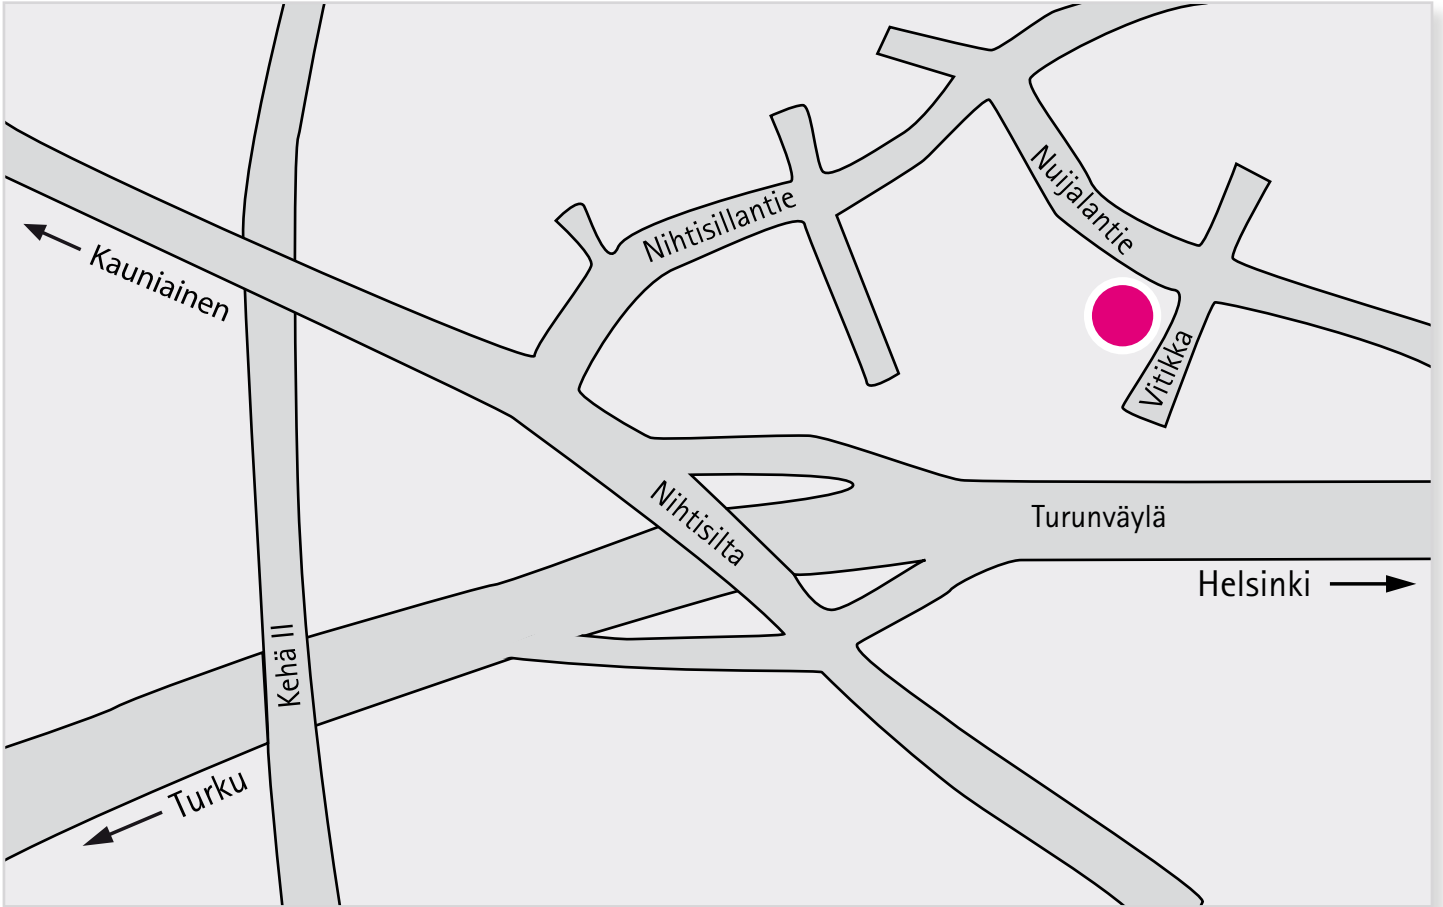 Nuijalantie
Nihtisillantie
Kauniainen
Vitikka
Nihtisilta
Turunväylä
Helsinki
Kehä II
Turku